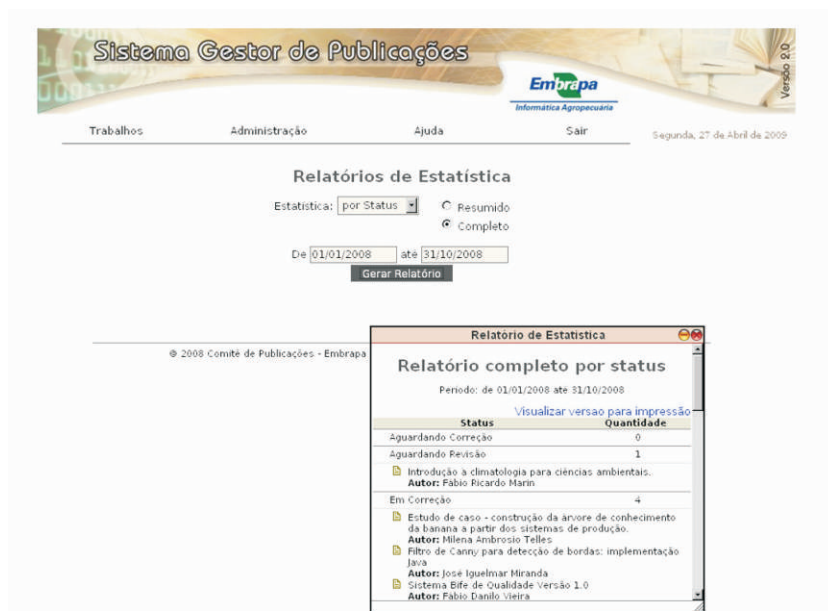 Sistema Gestor de Publicações
Versão 2.0
Embrapa
Informática Agropecuária
Trabalhos Administração Ajuda Sair
Segunda, 27 de Abril de 2009
Relatórios de Estatística
Estatística: por Status Resumido
Completo
De 01/01/2008 até 31/10/2008
Gerar Relatório
© 2008 Comitê de Publicações - Embrapa
Relatório de Estatística
Relatório completo por status
Período: de 01/01/2008 até 31/10/2008
Visualizar versao para impressão
Status Quantidade
Aguardando Correção 0
Aguardando Revisão 1
Introdução à climatologia para ciências ambientais.
Autor: Fábio Ricardo Marin
Em Correção 4
Estudo de caso - construção da árvore de conhecimento
da banana a partir dos sistemas de produção.
Autor: Milena Ambrosio Telles
Filtro de Canny para detecção de bordas: implementação
Java
Autor: José Iguelmar Miranda
Sistema Bife de Qualidade Versão 1.0
Autor: Fábio Danilo Vieira